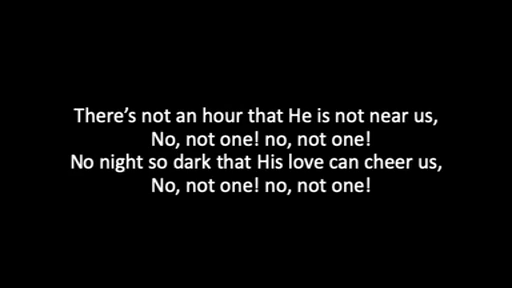 There’s not an hour that He is not near us,
No, not one! no, not one!
No night so dark that His love can cheer us,
No, not one! no, not one!